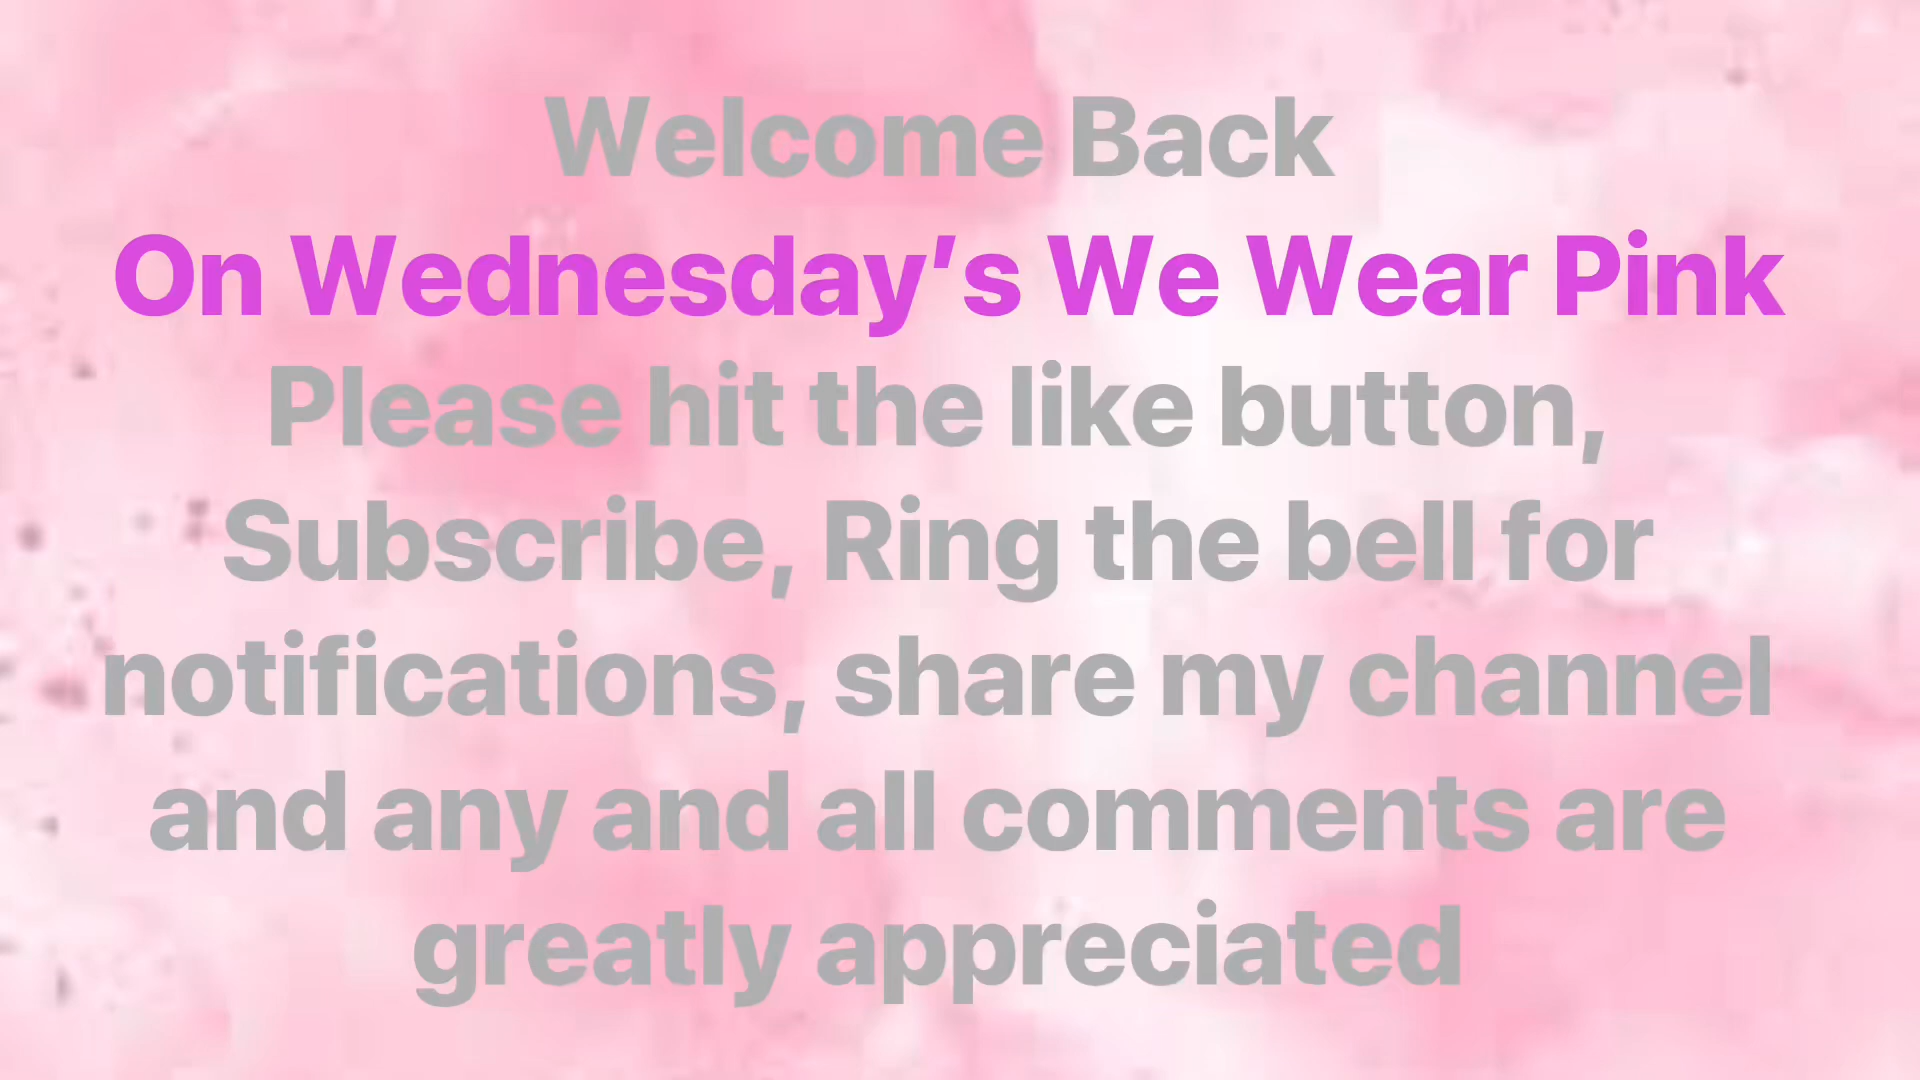 Welcome Back
On Wednesday’s We Wear Pink
Please hit the like button,
Subscribe, Ring the bell for
notifications, share my channel
and any and all comments are
greatly appreciated